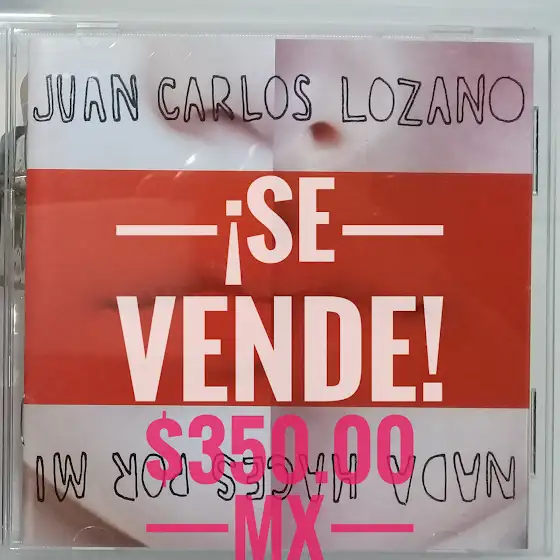 JUAN CARLOS LOZANO
¡SE
VENDE!
$350.00
NADA HACES POR MI
MX